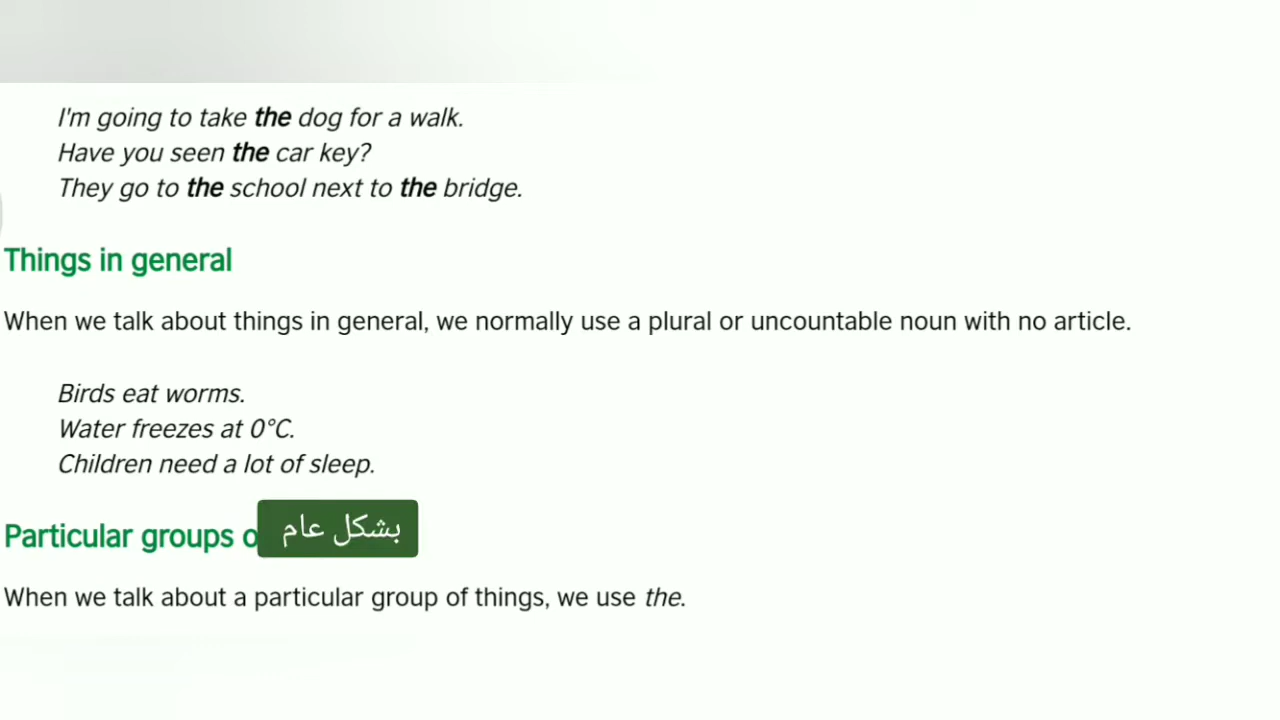 I'm going to take the dog for a walk.
Have you seen the car key?
They go to the school next to the bridge.
Things in general
When we talk about things in general, we normally use a plural or uncountable noun with no article.
Birds eat worms.
Water freezes at 0°C.
Children need a lot of sleep.
Particular groups
بشكل عام
When we talk about a particular group of things, we use the.